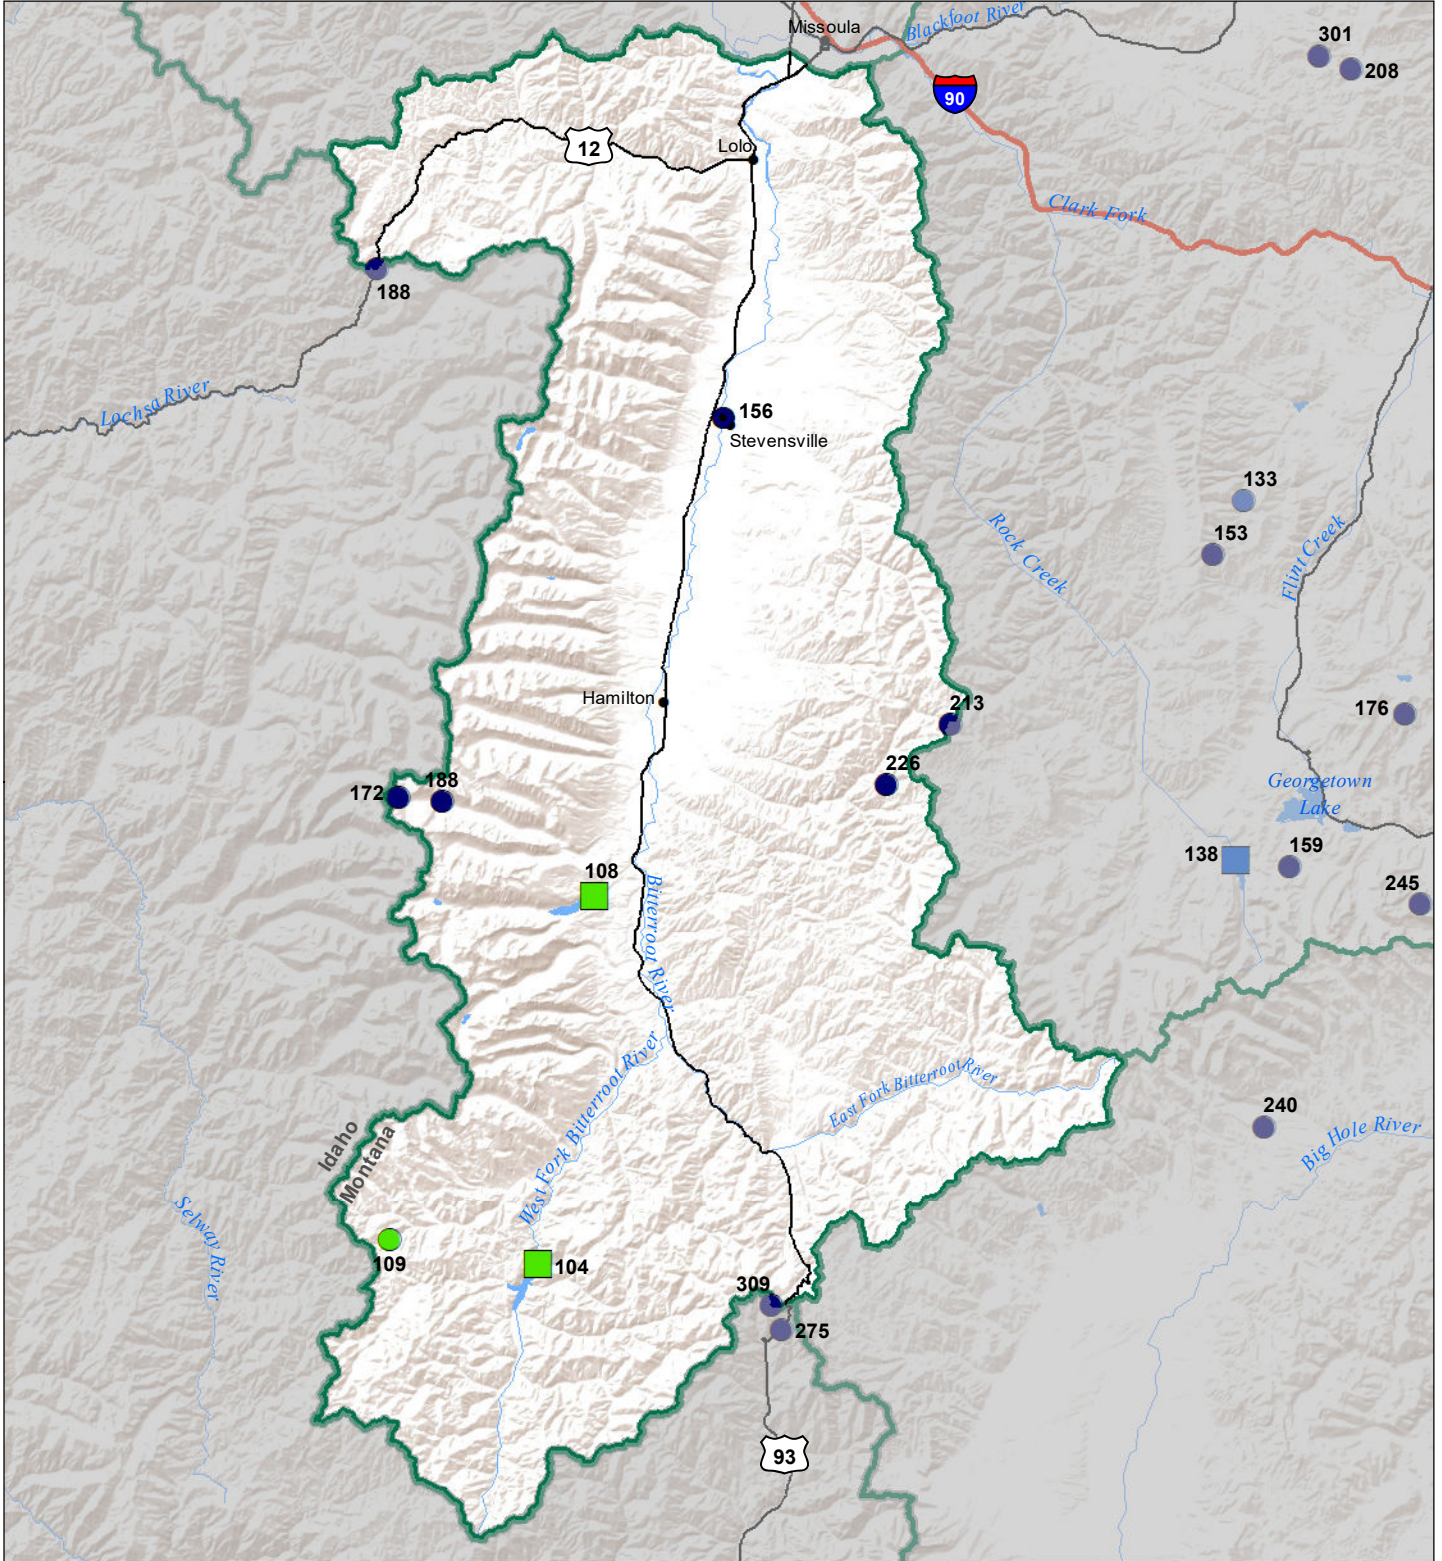 Missoula
Blackfoot River
301
208
90
12
Lolo
Clark Fork
188
Lochsa River
156
Stevensville
133
153
Rock Creek
Flint Creek
Hamilton
213
176
226
172
188
Georgetown
Lake
138
159
108
245
Bitterroot River
West Fork Bitterroot River
East Fork Bitterroot River
240
Big Hole River
Idaho
Montana
Selway River
109
104
309
275
93